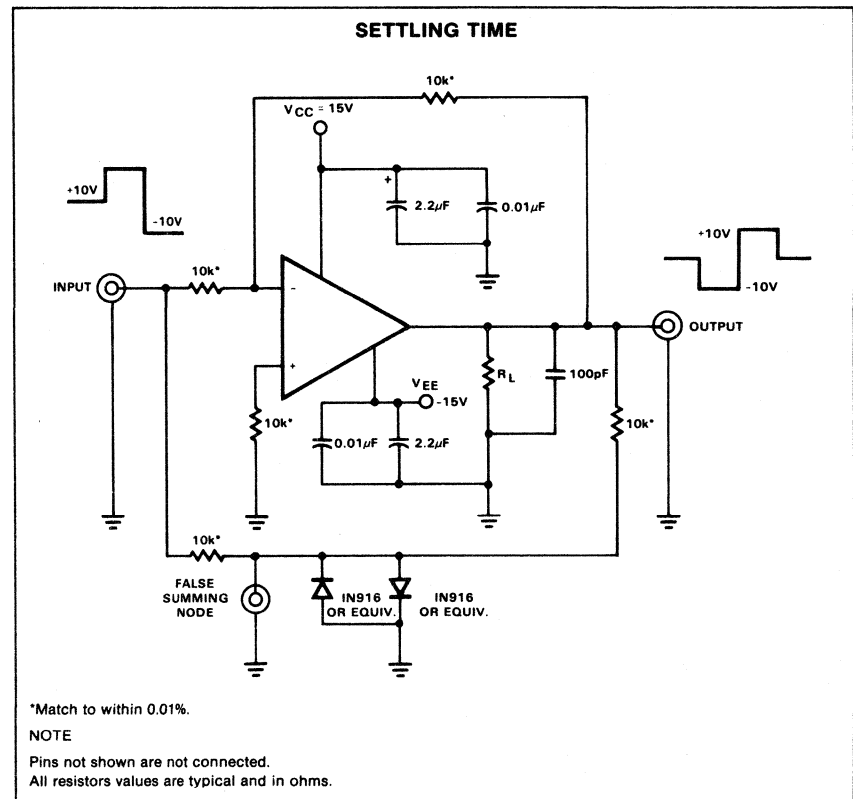 SETTLING TIME
10k*
VCC = 15V
+
2.2µF
0.01µF
+10V
-10V
+10V
-10V
INPUT
10k*
-
+
OUTPUT
VEE
-15V
RL
100pF
10k*
0.01µF
2.2µF
10k*
10k*
FALSE
SUMMING
NODE
IN916
OR EQUIV.
IN916
OR EQUIV.
*Match to within 0.01%.
NOTE
Pins not shown are not connected.
All resistors values are typical and in ohms.